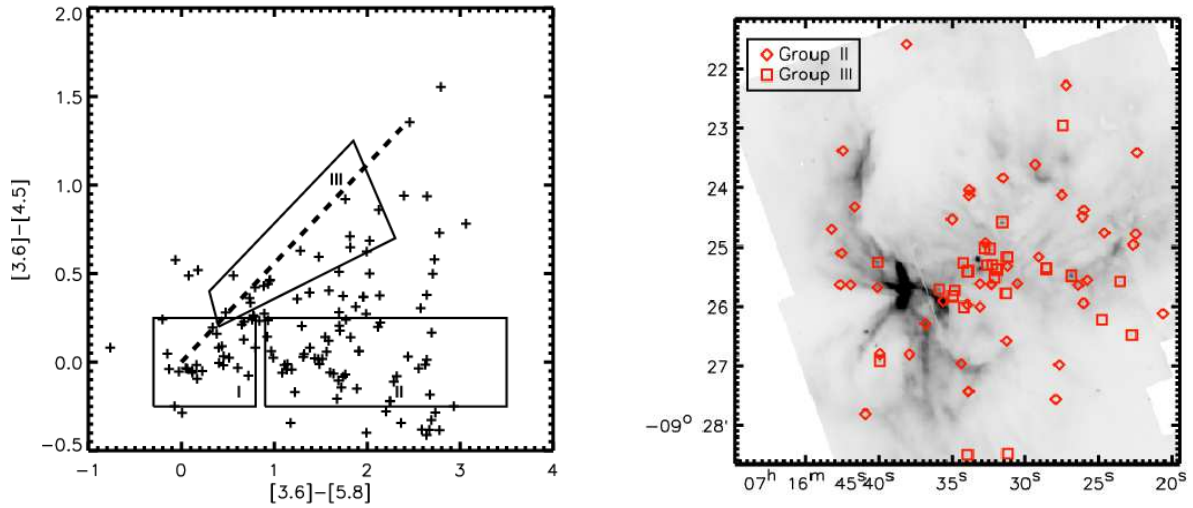 2.0
1.5
1.0
0.5
0.0
−0.5
[3.6]−[4.5]
III
I
II
−1 0 1 2 3 4
[3.6]−[5.8]
Group II
Group III
22
23
24
25
26
27
−09° 28'
07ʰ 16ᵐ 45ˢ 40ˢ 35ˢ 30ˢ 25ˢ 20ˢ